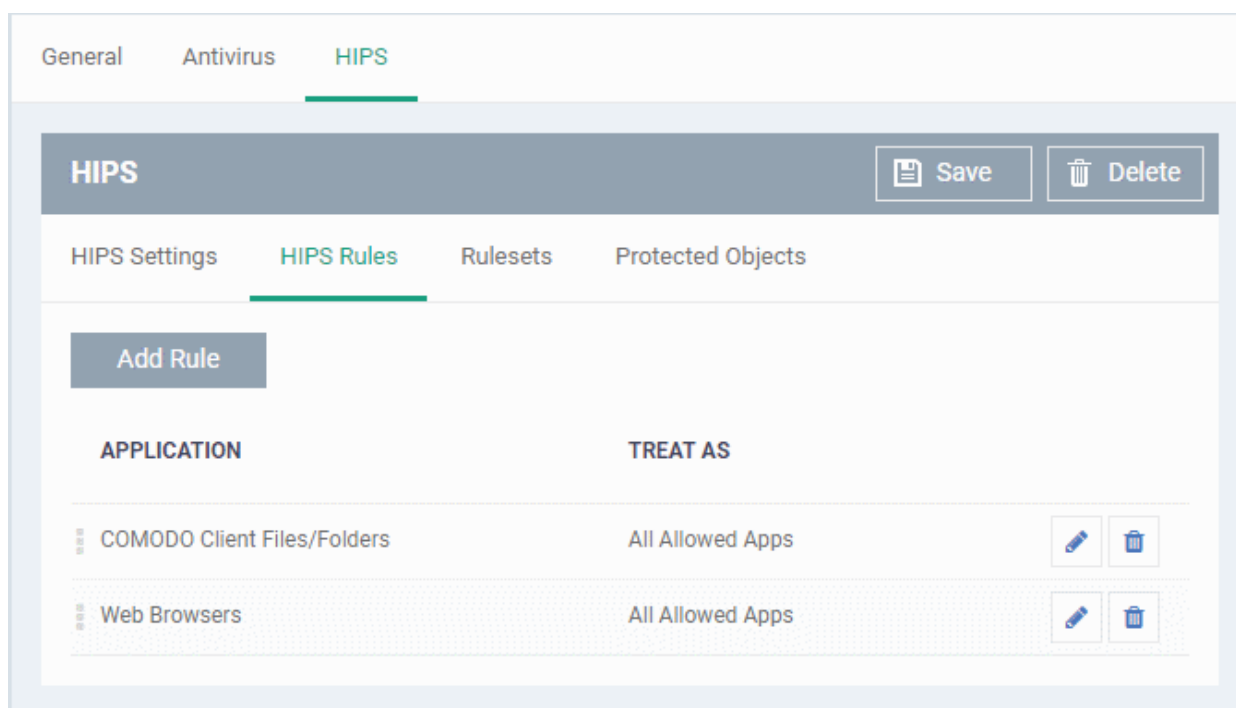 General Antivirus HIPS
HIPS Save Delete
HIPS Settings HIPS Rules Rulesets Protected Objects
Add Rule
APPLICATION TREAT AS
COMODO Client Files/Folders All Allowed Apps
Web Browsers All Allowed Apps